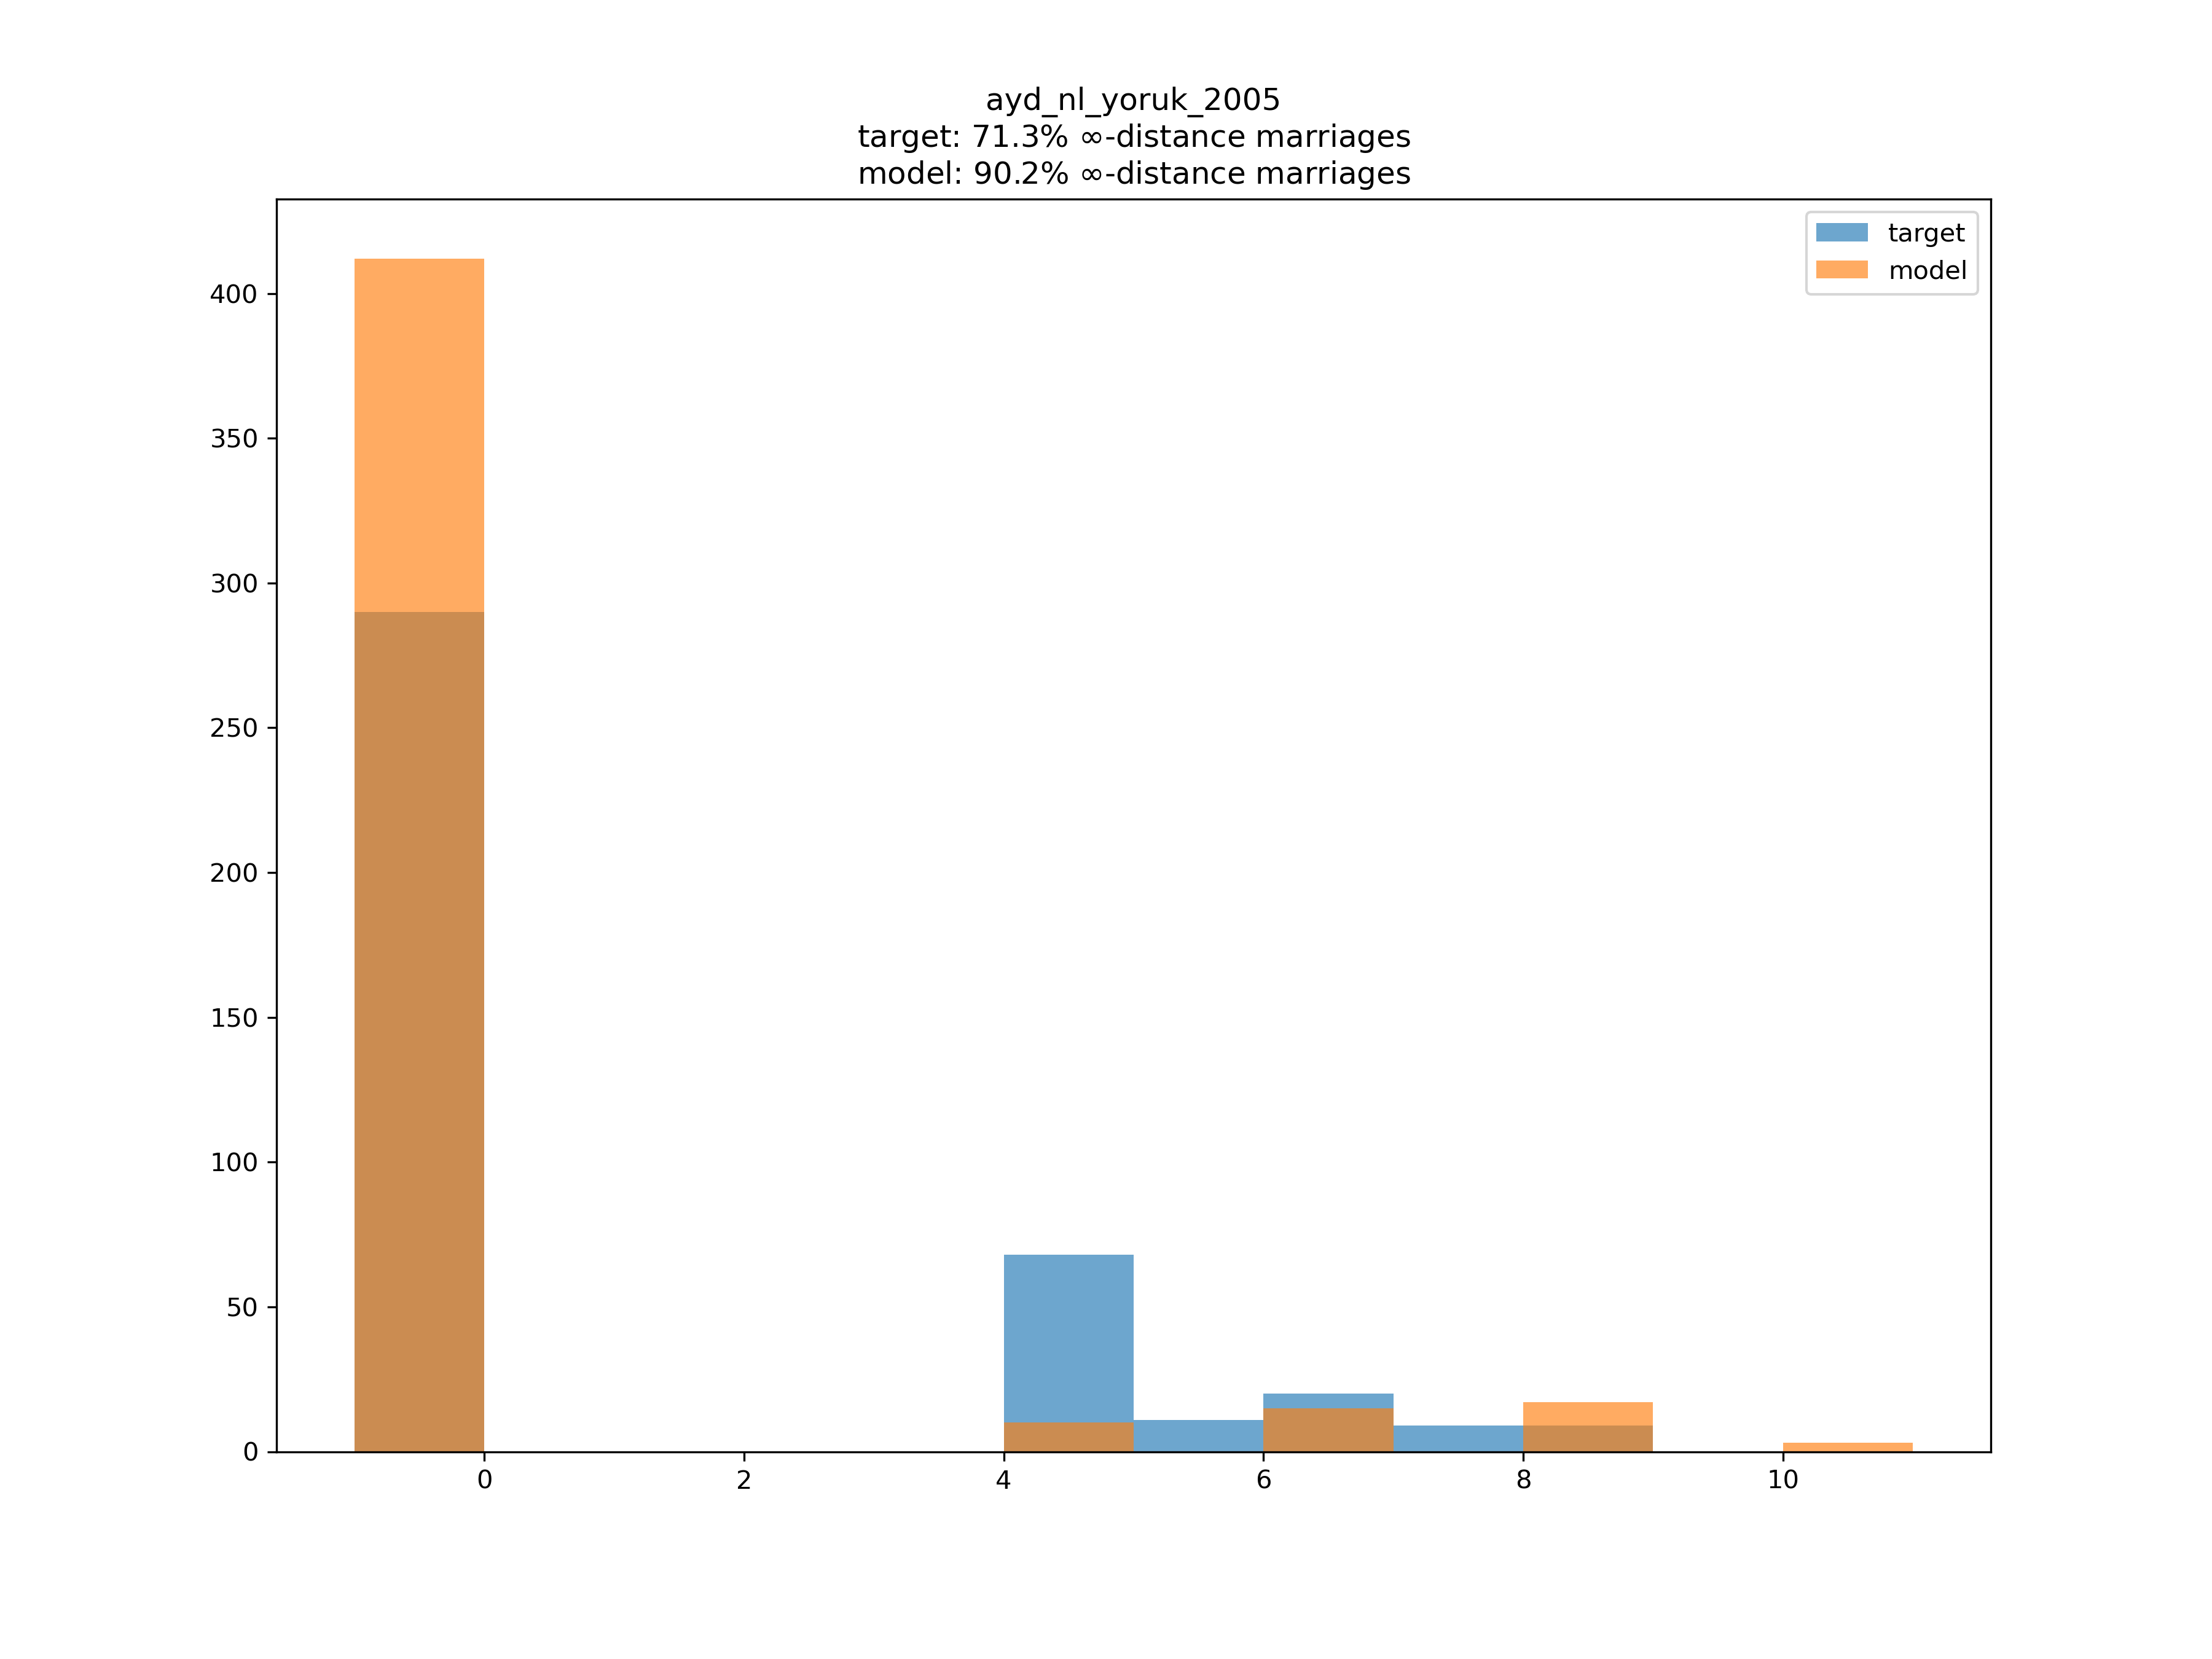 ayd_nl_yoruk_2005
target: 71.3% ∞-distance marriages
model: 90.2% ∞-distance marriages
target
model
400
350
300
250
200
150
100
50
0
0 2 4 6 8 10